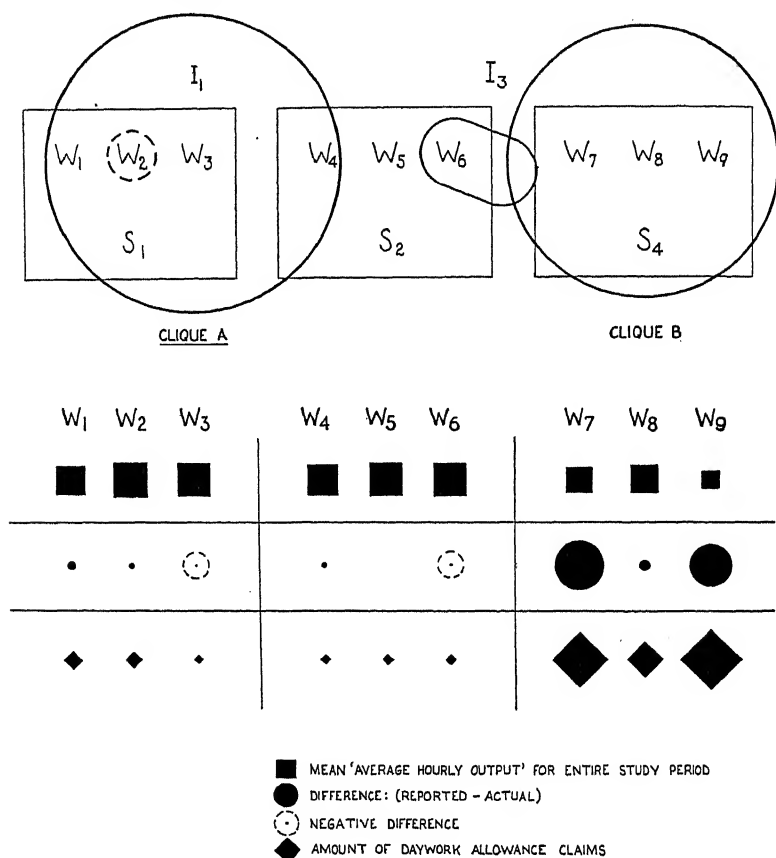 I₁ I₃
W₁ W₂ W₃ W₄ W₅ W₆ W₇ W₈ W₉
S₁ S₂ S₄
CLIQUE A CLIQUE B
W₁ W₂ W₃ W₄ W₅ W₆ W₇ W₈ W₉
MEAN 'AVERAGE HOURLY OUTPUT' FOR ENTIRE STUDY PERIOD
DIFFERENCE: (REPORTED - ACTUAL)
NEGATIVE DIFFERENCE
AMOUNT OF DAYWORK ALLOWANCE CLAIMS